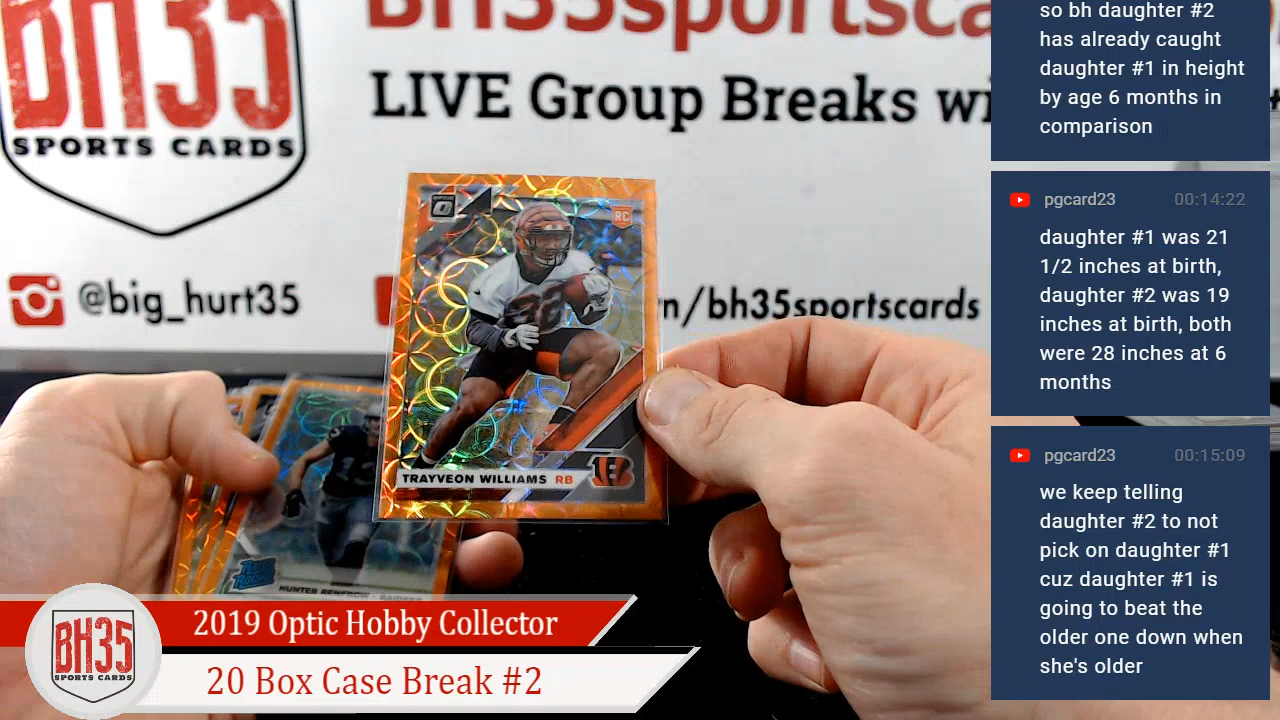 BH35
SPORTS CARDS
BH35sportsca
LIVE Group Breaks wi
@big_hurt35
n/bh35sportscards
RC
TRAYVEON WILLIAMS RB
Rated
Rookie
HUNTER RENFROW
so bh daughter #2
has already caught
daughter #1 in height
by age 6 months in
comparison
pgcard23 00:14:22
daughter #1 was 21
1/2 inches at birth,
daughter #2 was 19
inches at birth, both
were 28 inches at 6
months
pgcard23 00:15:09
we keep telling
daughter #2 to not
pick on daughter #1
cuz daughter #1 is
going to beat the
older one down when
she's older
BH35
SPORTS CARDS
2019 Optic Hobby Collector
20 Box Case Break #2